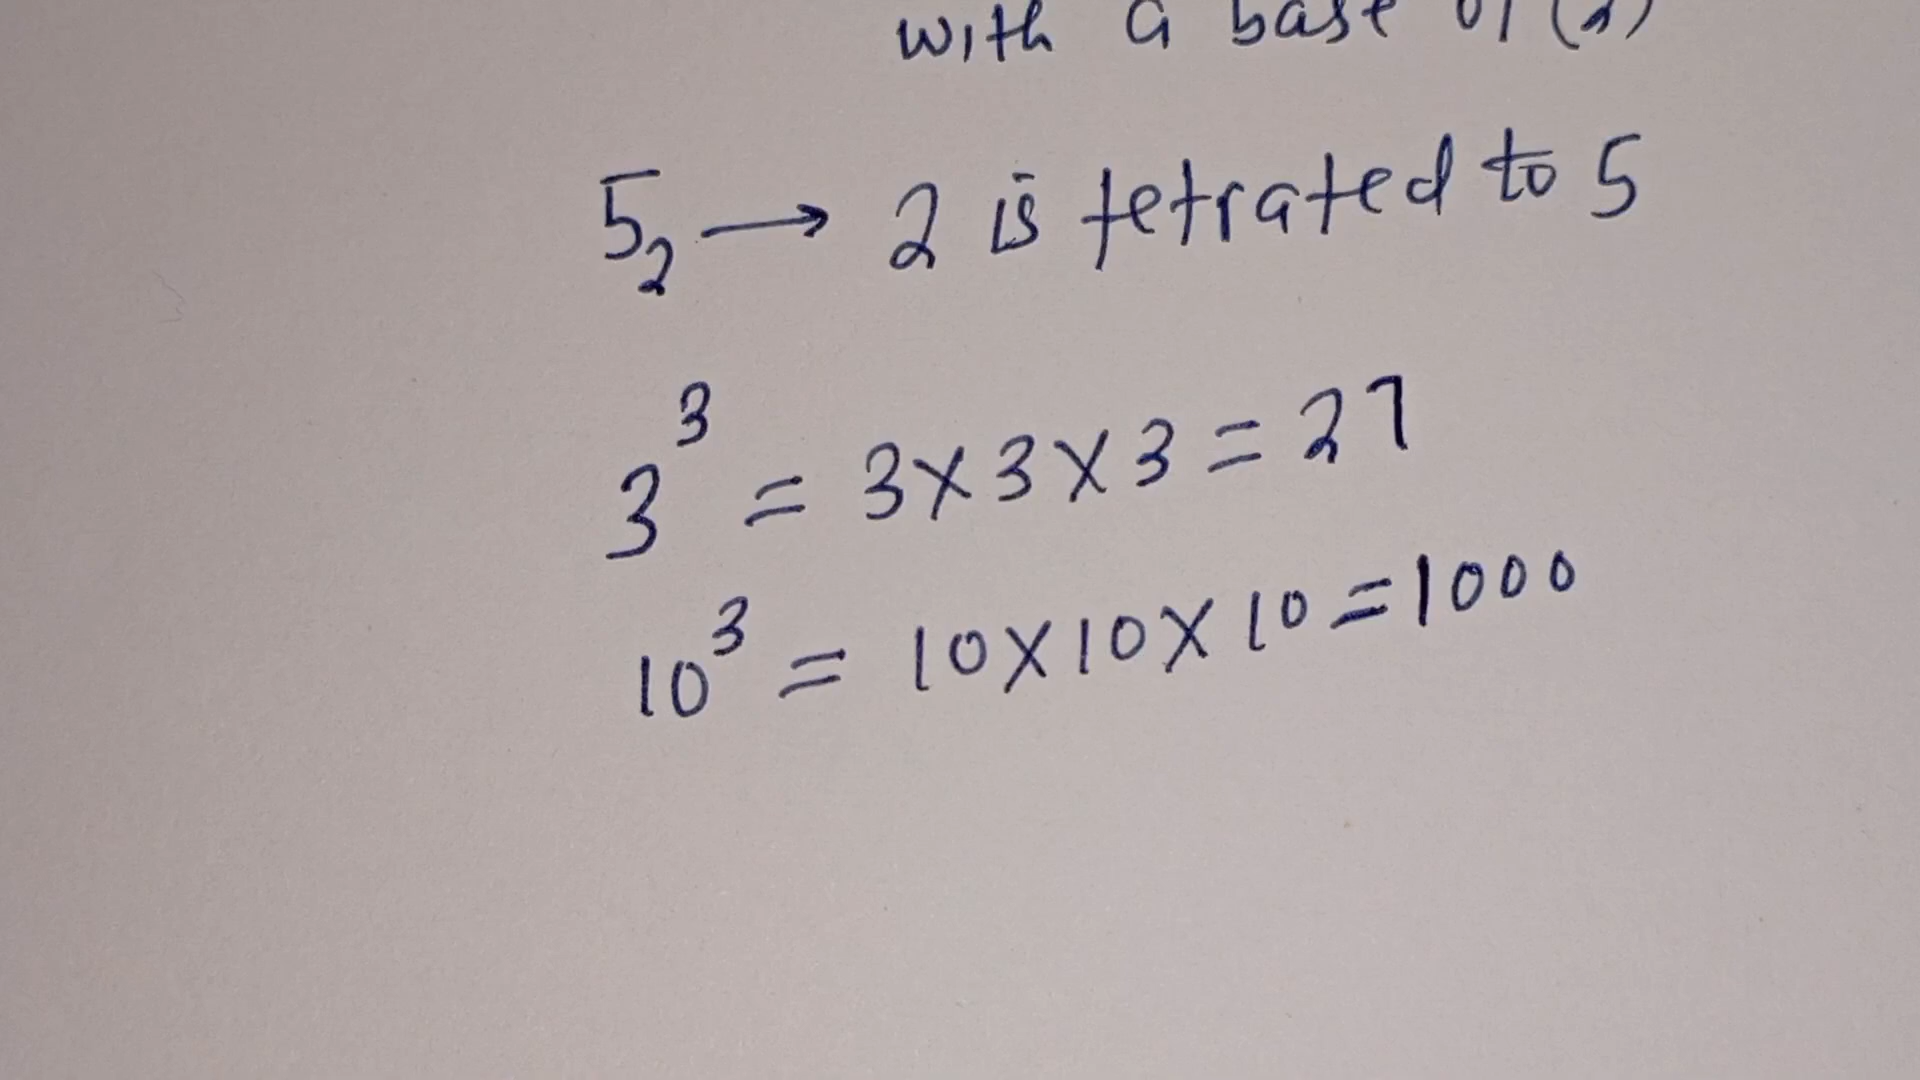 with a base of (2)
⁵2 → 2 is tetrated to 5
3³ = 3×3×3 = 27
10³ = 10×10×10 = 1000